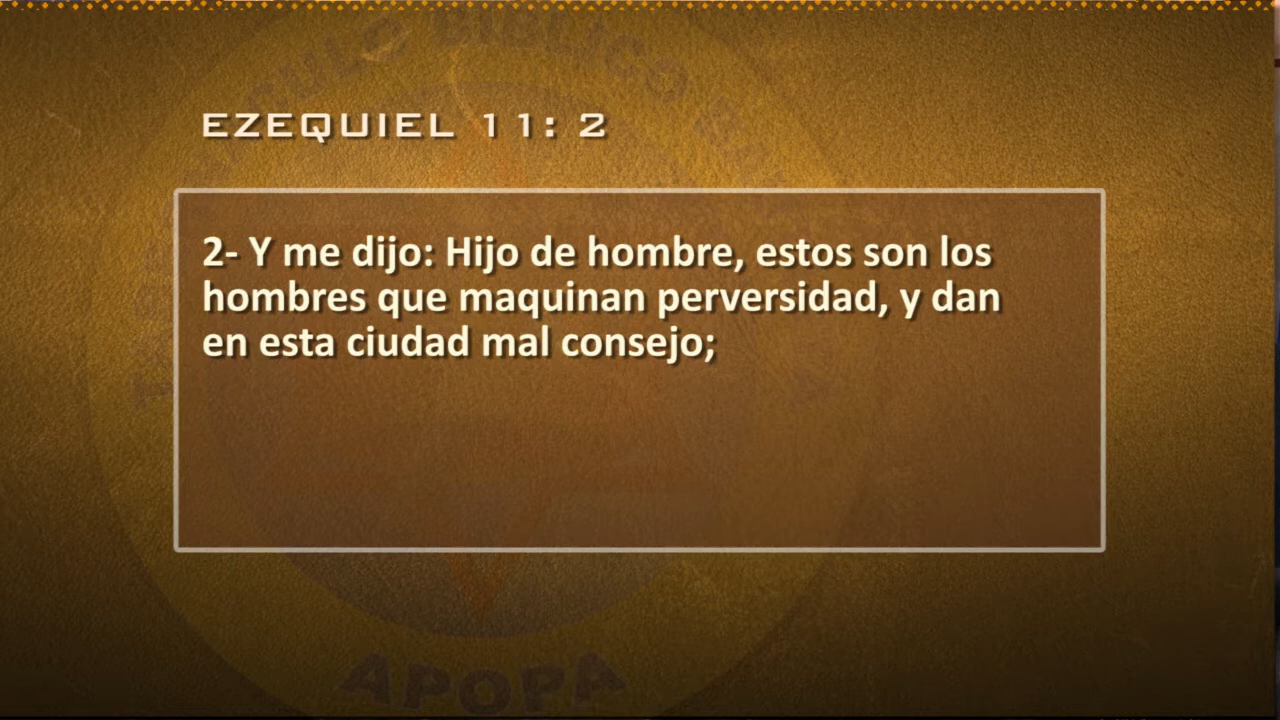 EZEQUIEL 11: 2
2- Y me dijo: Hijo de hombre, estos son los
hombres que maquinan perversidad, y dan
en esta ciudad mal consejo;
APOPA